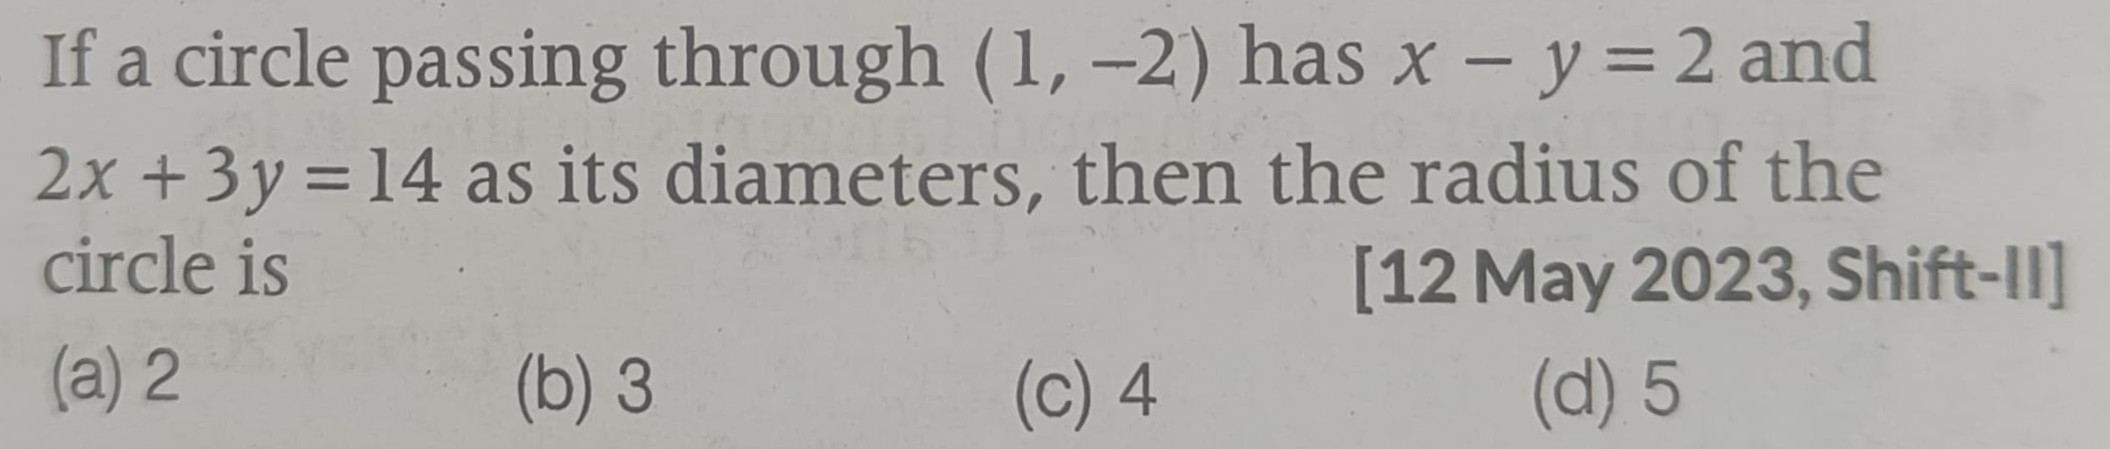 If a circle passing through (1, –2) has x – y = 2 and
2x + 3y = 14 as its diameters, then the radius of the
circle is [12 May 2023, Shift-II]
(a) 2 (b) 3 (c) 4 (d) 5